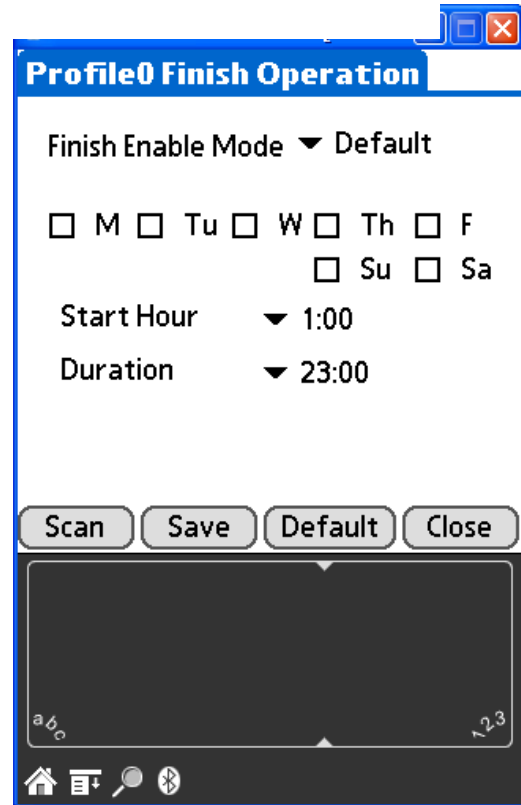 Profile0 Finish Operation
Finish Enable Mode Default
M Tu W Th F
Su Sa
Start Hour 1:00
Duration 23:00
Scan Save Default Close
abc 123